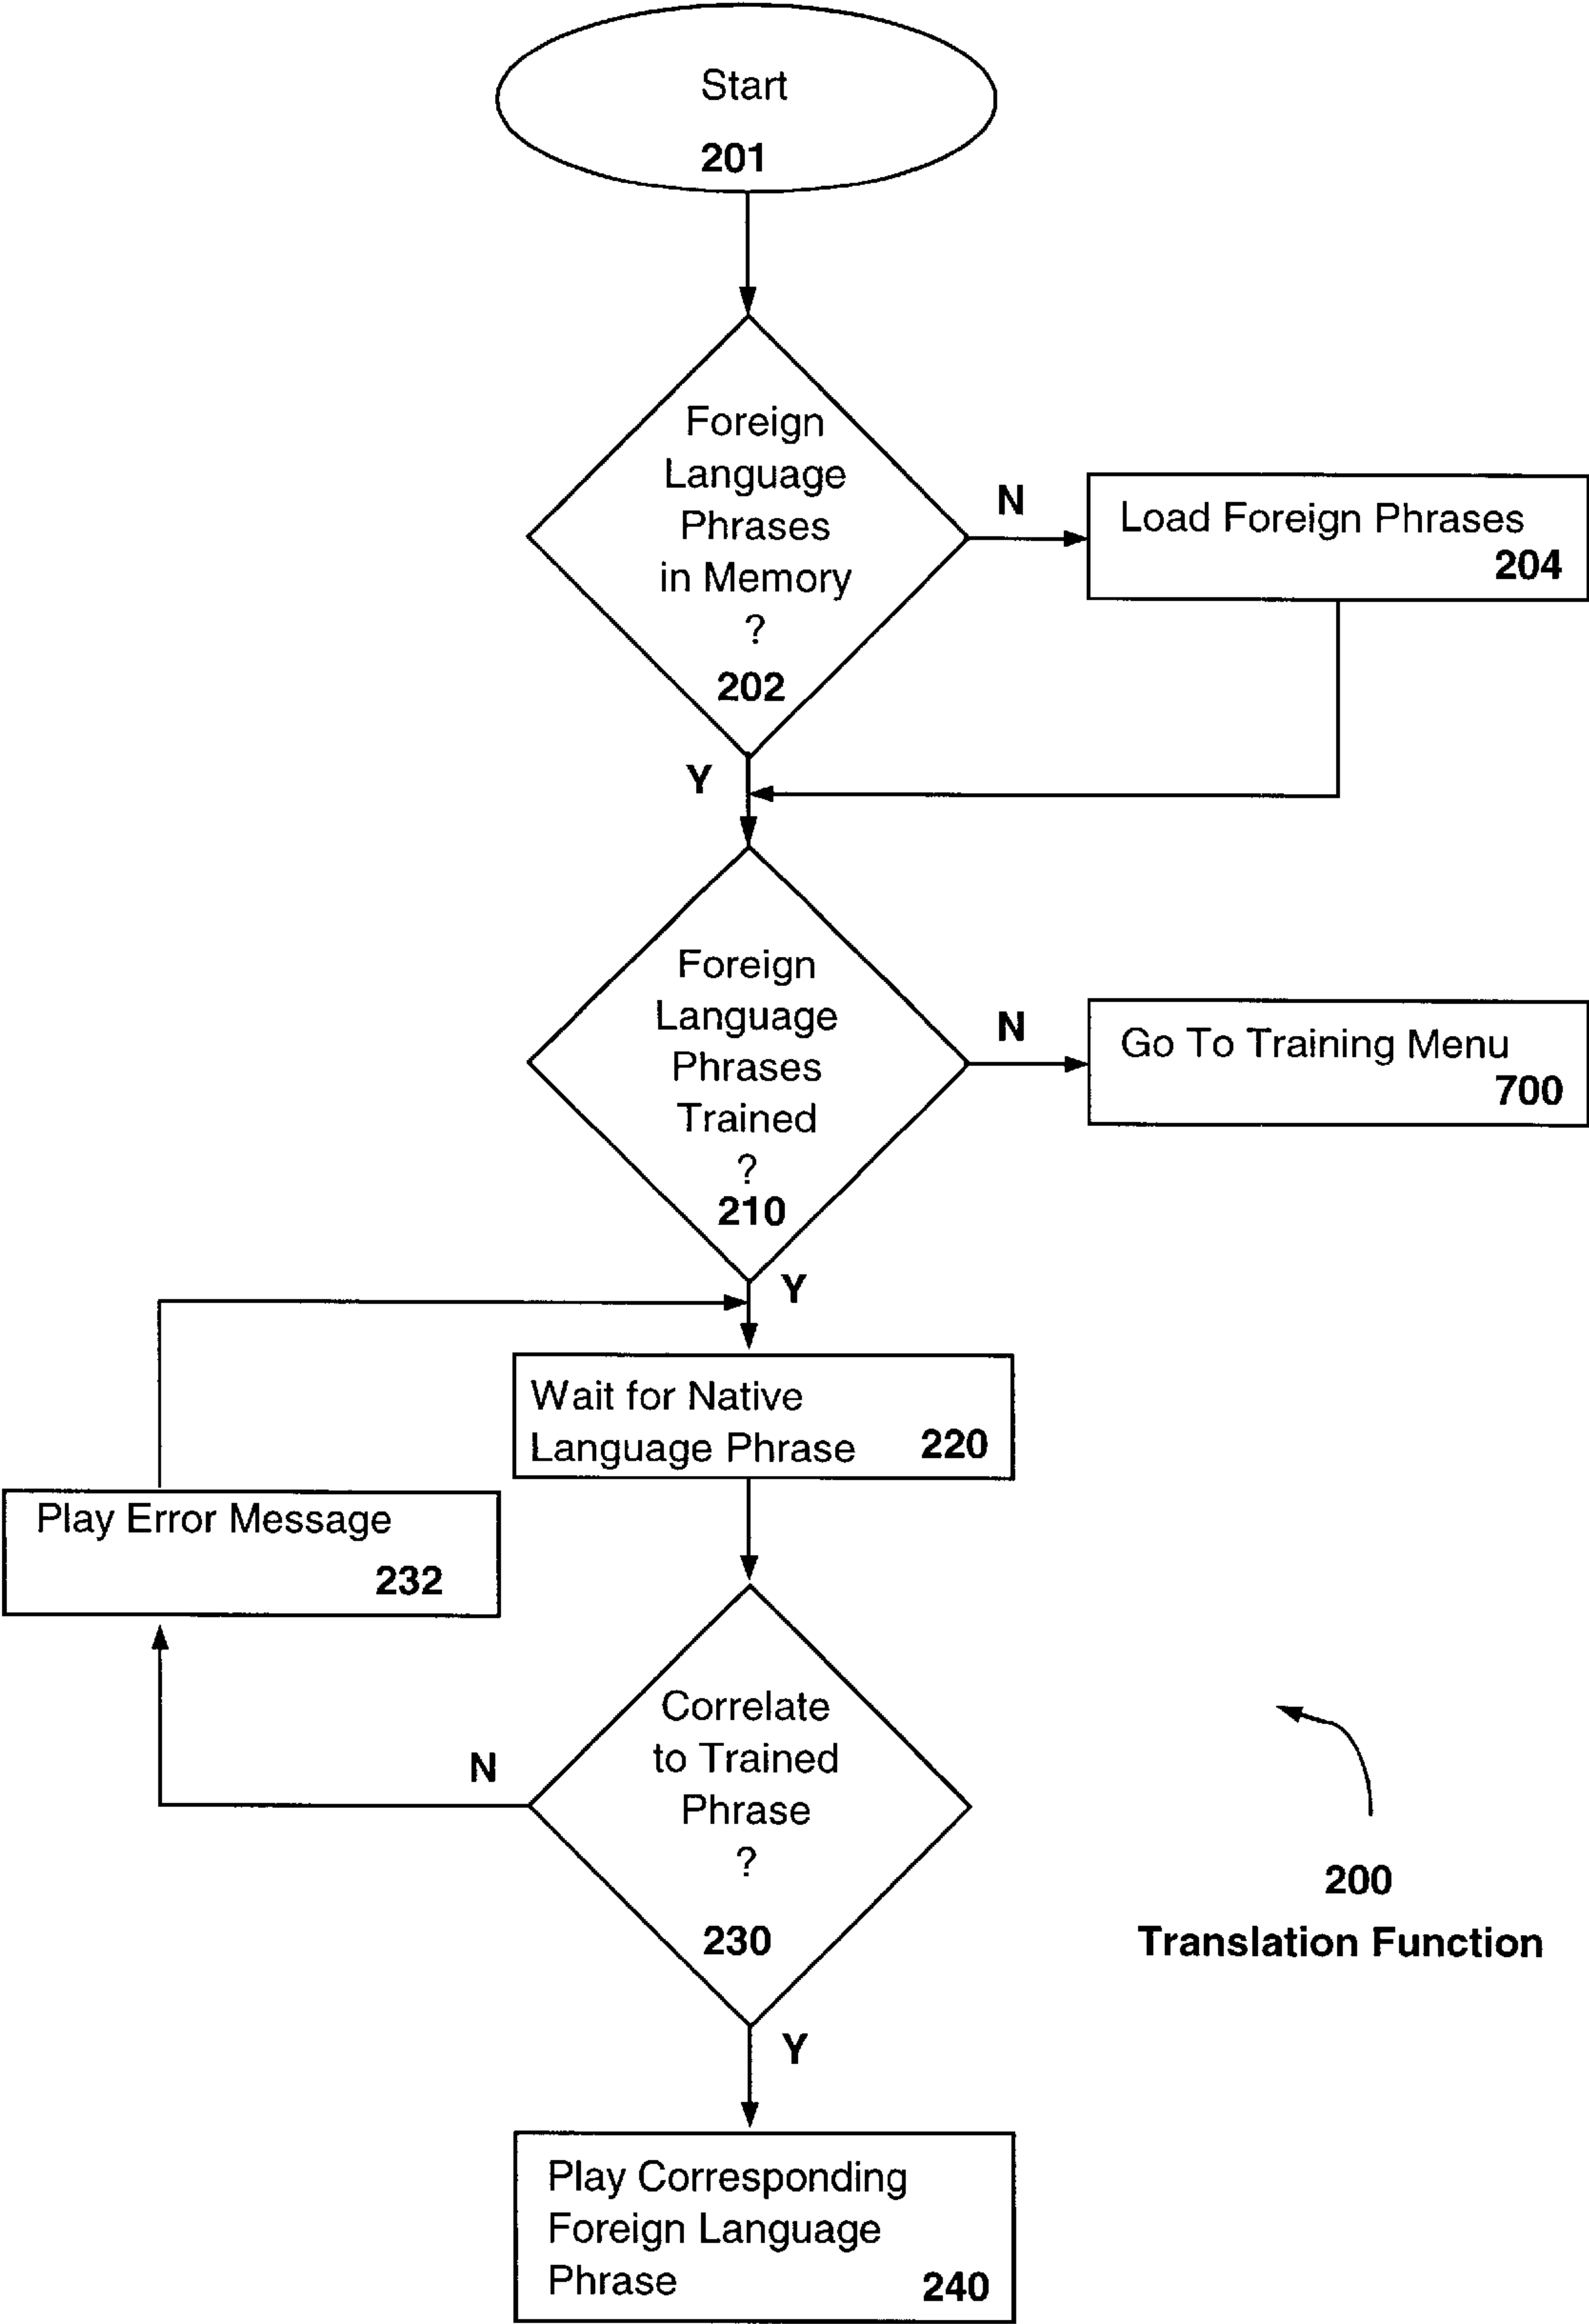 Start
201
Foreign
Language
Phrases
in Memory
?
202
N
Load Foreign Phrases
204
Y
Foreign
Language
Phrases
Trained
?
210
N
Go To Training Menu
700
Y
Wait for Native
Language Phrase 220
Play Error Message
232
Correlate
to Trained
Phrase
?
230
N
200
Translation Function
Y
Play Corresponding
Foreign Language
Phrase 240